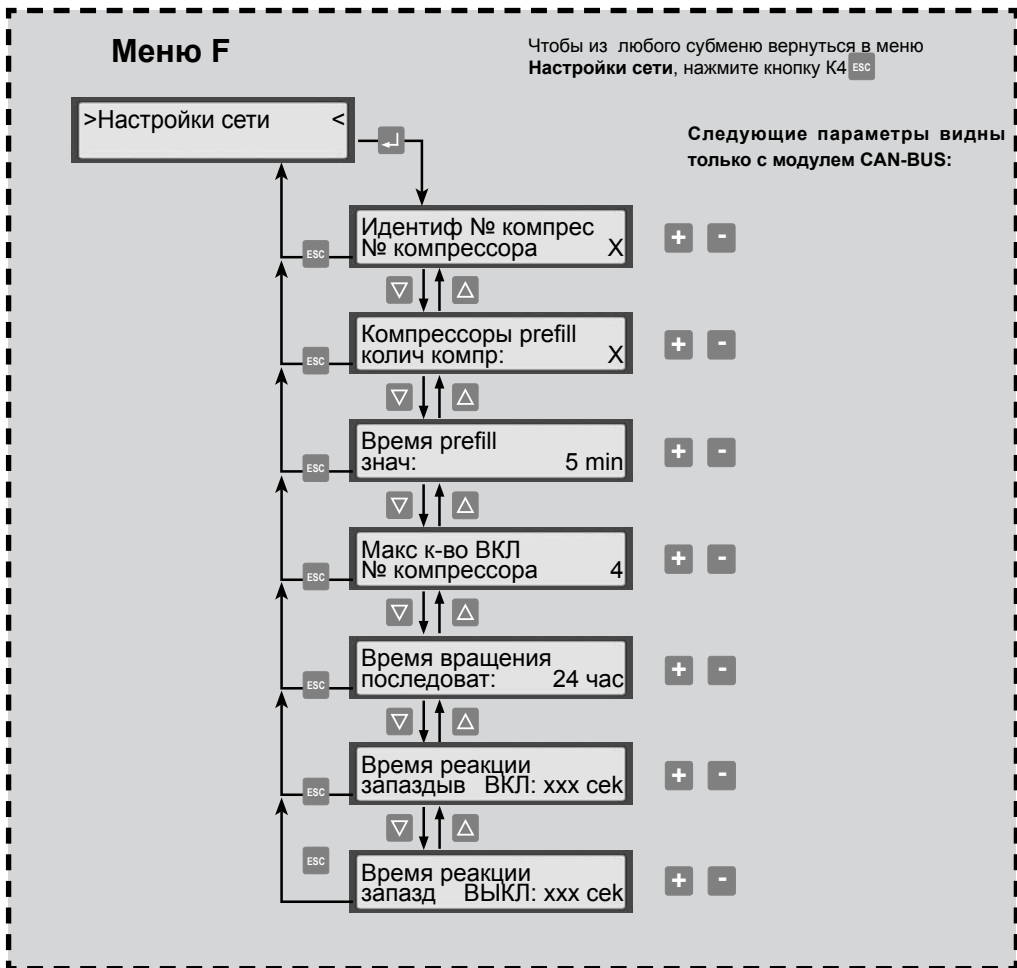 Меню F
Чтобы из любого субменю вернуться в меню
Настройки сети, нажмите кнопку К4 ESC
>Настройки сети <
Следующие параметры видны
только с модулем CAN-BUS:
Идентиф № компрес
№ компрессора X
ESC
+ -
Компрессоры prefill
колич компр: X
ESC
+ -
Время prefill
знач: 5 min
ESC
+ -
Макс к-во ВКЛ
№ компрессора 4
ESC
+ -
Время вращения
последоват: 24 час
ESC
+ -
Время реакции
запаздыв ВКЛ: xxx cek
ESC
+ -
Время реакции
запазд ВЫКЛ: xxx cek
ESC
+ -